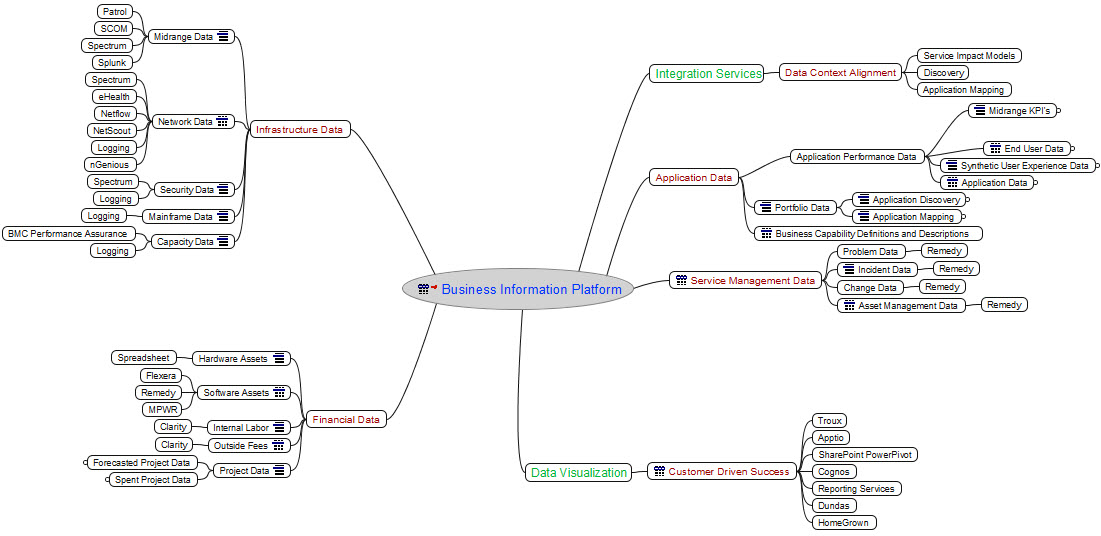 Business Information Platform
Infrastructure Data
Midrange Data
Patrol
SCOM
Spectrum
Splunk
Network Data
Spectrum
eHealth
Netflow
NetScout
Logging
nGenious
Security Data
Spectrum
Logging
Mainframe Data
Logging
Capacity Data
BMC Performance Assurance
Logging
Financial Data
Hardware Assets
Spreadsheet
Software Assets
Flexera
Remedy
MPWR
Internal Labor
Clarity
Outside Fees
Clarity
Project Data
Forecasted Project Data
Spent Project Data
Integration Services
Data Context Alignment
Service Impact Models
Discovery
Application Mapping
Application Data
Application Performance Data
Midrange KPI's
End User Data
Synthetic User Experience Data
Application Data
Portfolio Data
Application Discovery
Application Mapping
Business Capability Definitions and Descriptions
Service Management Data
Problem Data
Remedy
Incident Data
Remedy
Change Data
Remedy
Asset Management Data
Remedy
Data Visualization
Customer Driven Success
Troux
Apptio
SharePoint PowerPivot
Cognos
Reporting Services
Dundas
HomeGrown